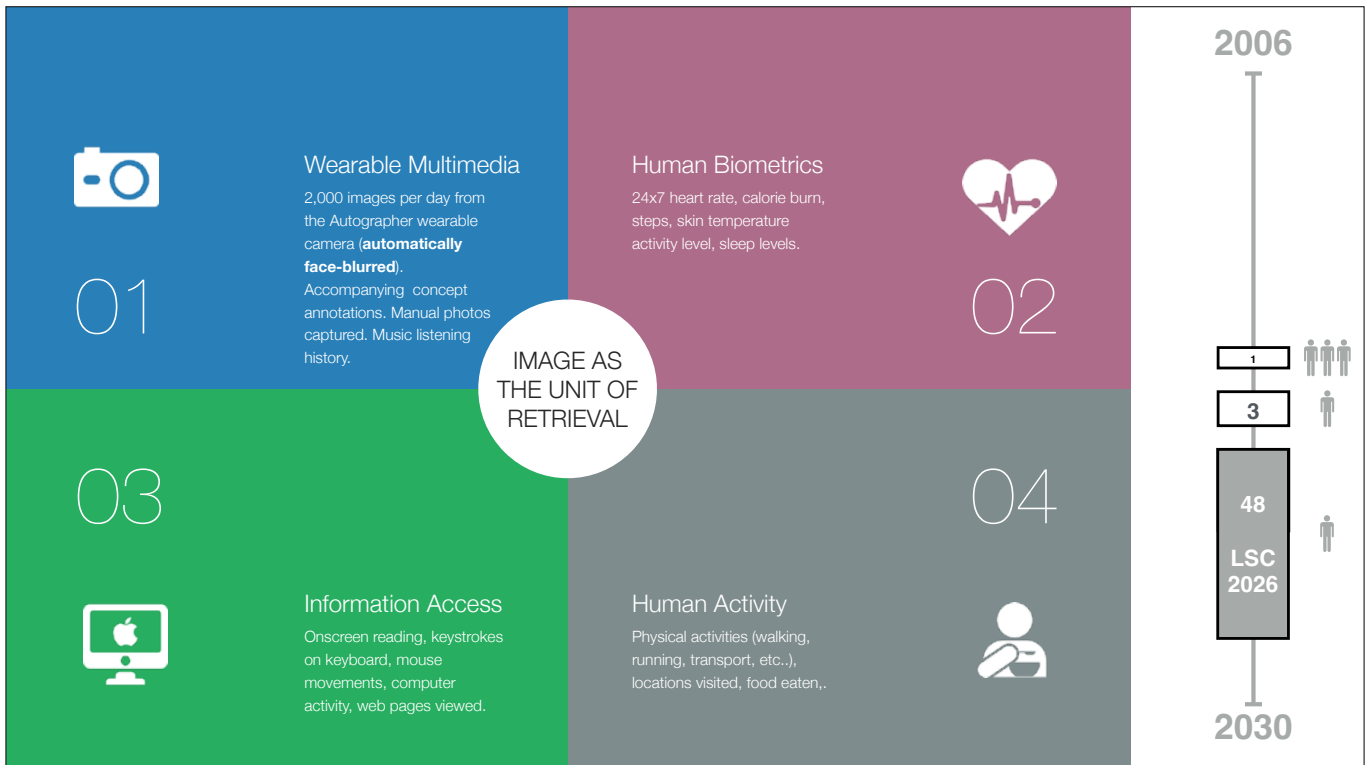 Wearable Multimedia
2,000 images per day from
the Autographer wearable
camera (automatically
face-blurred).
Accompanying concept
annotations. Manual photos
captured. Music listening
history.
01
Human Biometrics
24x7 heart rate, calorie burn,
steps, skin temperature
activity level, sleep levels.
02
IMAGE AS
THE UNIT OF
RETRIEVAL
03
Information Access
Onscreen reading, keystrokes
on keyboard, mouse
movements, computer
activity, web pages viewed.
04
Human Activity
Physical activities (walking,
running, transport, etc..),
locations visited, food eaten,.
2006
1
3
48
LSC
2026
2030